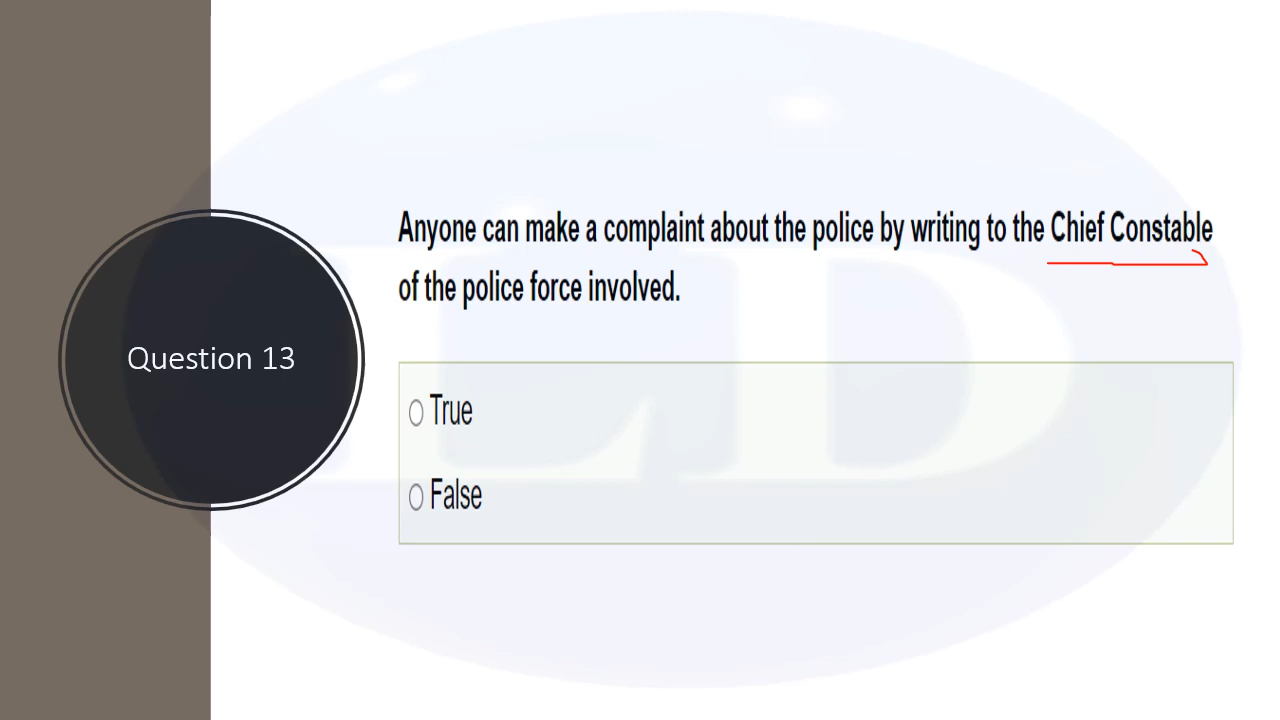 Question 13
Anyone can make a complaint about the police by writing to the Chief Constable
of the police force involved.
True
False
LD